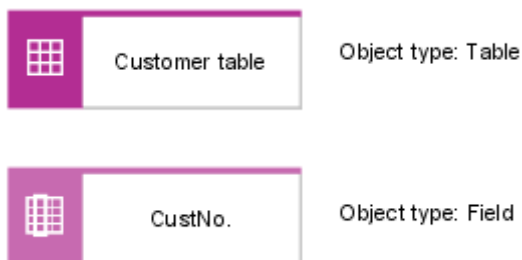 Customer table
Object type: Table
CustNo.
Object type: Field